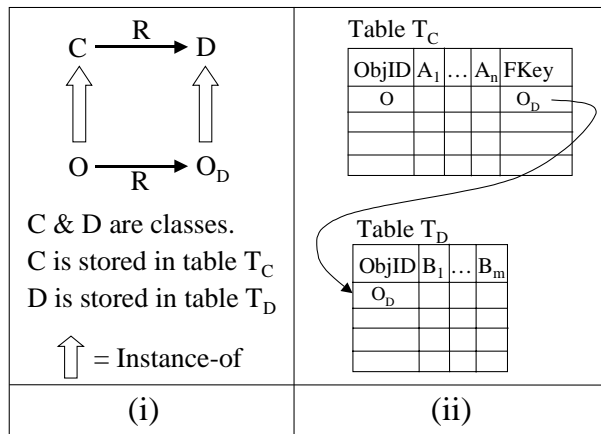 R
C D
R
O O_D
C & D are classes.
C is stored in table T_C
D is stored in table T_D
= Instance-of
(i)
Table T_C
ObjID A_1 … A_n FKey
O O_D
Table T_D
ObjID B_1 … B_m
O_D
(ii)